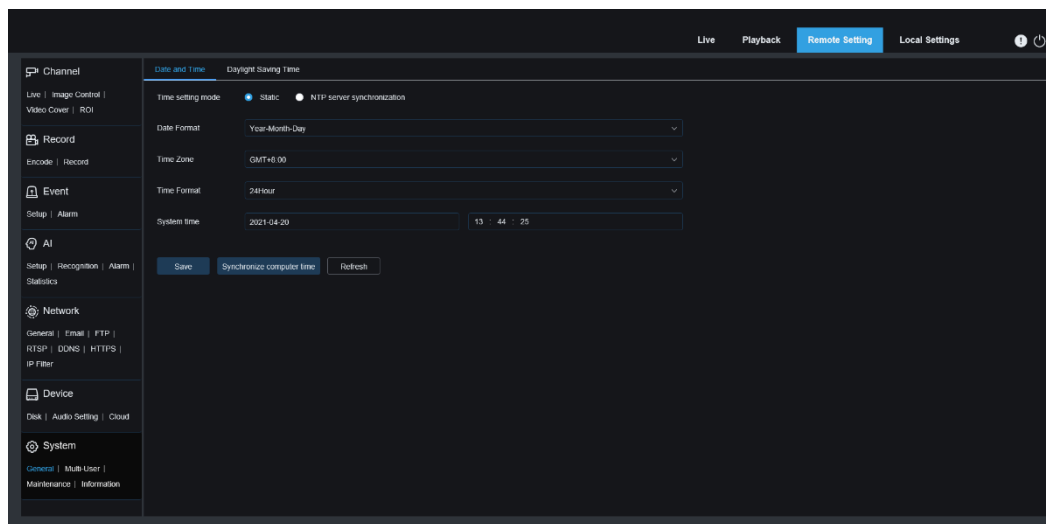 Live Playback Remote Setting Local Settings
Channel
Live | Image Control |
Video Cover | ROI
Record
Encode | Record
Event
Setup | Alarm
AI
Setup | Recognition | Alarm |
Statistics
Network
General | Email | FTP |
RTSP | DDNS | HTTPS |
IP Filter
Device
Disk | Audio Setting | Cloud
System
General | Multi-User |
Maintenance | Information
Date and Time Daylight Saving Time
Time setting mode Static NTP server synchronization
Date Format Year-Month-Day
Time Zone GMT+8:00
Time Format 24Hour
System time 2021-04-20 13 : 44 : 25
Save Synchronize computer time Refresh